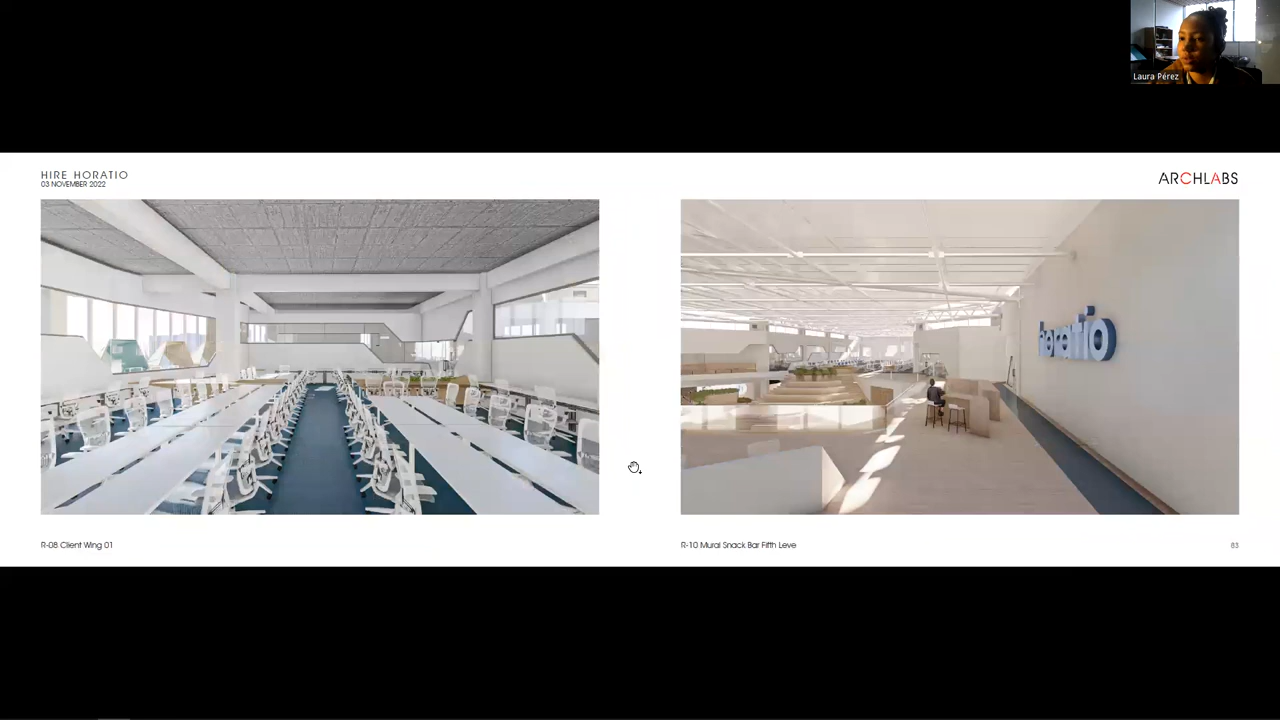 Laura Pérez
HIRE HORATIO
03 NOVEMBER 2022
ARCHLABS
horatio
R-08 Client Wing 01
R-10 Mural Snack Bar Fifth Leve
83